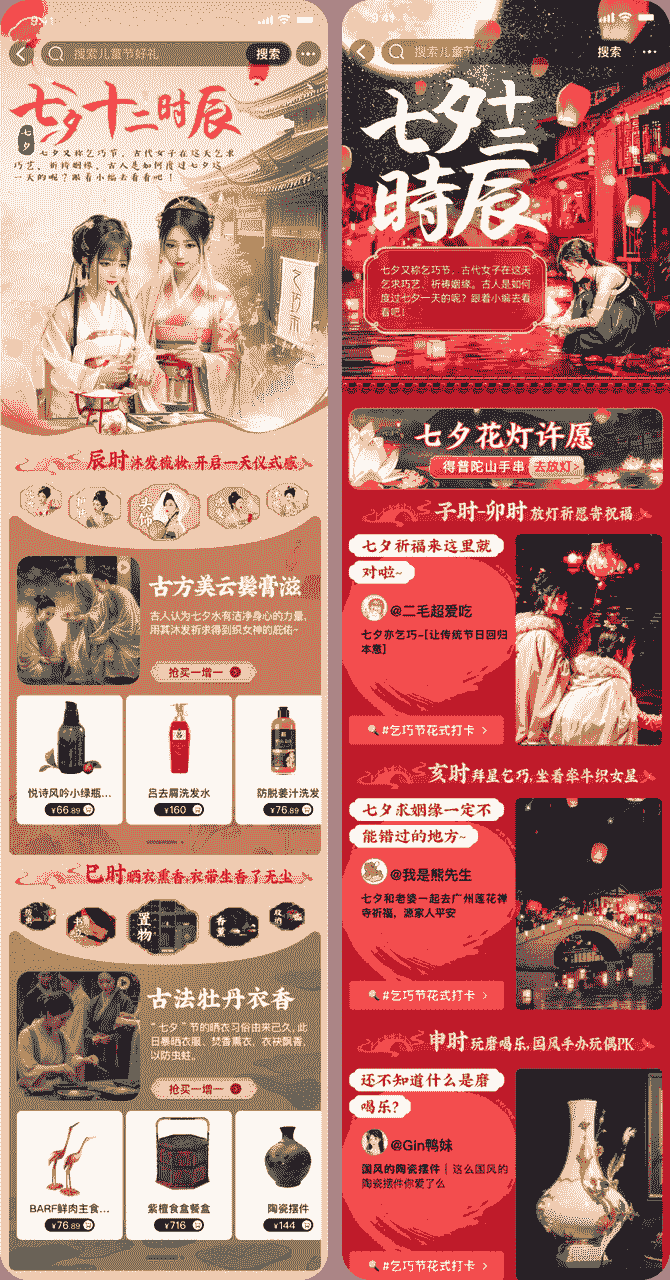 9:41
搜索儿童节好礼
搜索
七夕十二时辰
七夕
七夕又称乞巧节,古代女子在这天乞求
巧艺、祈祷姻缘。古人是如何度过七夕这
一天的呢?跟着小编去看看吧!
乞巧市
辰时沐发梳妆,开启一天仪式感
古方美云鬓膏滋
古人认为七夕水有洁净身心的力量,
用其沐发祈求得到织女神的庇佑~
抢买一增一
悦诗风吟小绿瓶...
¥66.89
吕去屑洗发水
¥160
防脱姜汁洗发
¥76.89
巳时晒衣熏香,衣带生香了无尘
置物
香薰
古法牡丹衣香
“七夕”节的晒衣习俗由来己久,此
日暴晒衣服、焚香熏衣,衣袂飘香,
以防虫蛀。
抢买一增一
BARF鲜肉主食...
¥76.89
紫檀食盒餐盒
¥716
陶瓷摆件
¥144
9:41
搜索儿童节好礼
搜索
七夕十二
時辰
七夕又称乞巧节,古代女子在这天
乞求巧艺、祈祷姻缘。古人是如何
度过七夕一天的呢?跟着小编去看
看吧!
七夕花灯许愿
得普陀山手串 去放灯>
子时-卯时放灯祈愿寄祝福
七夕祈福来这里就
对啦~
@二毛超爱吃
七夕亦乞巧-[让传统节日回归
本意]
#乞巧节花式打卡 >
亥时拜星乞巧,坐看牵牛织女星
七夕求姻缘一定不
能错过的地方~
@我是熊先生
七夕和老婆一起去广州莲花禅
寺祈福,源家人平安
#乞巧节花式打卡 >
申时玩磨喝乐,国风手办玩偶PK
还不知道什么是磨
喝乐?
@Gin鸭妹
国风的陶瓷摆件|这么国风的
陶瓷摆件你爱了么
#乞巧节花式打卡 >